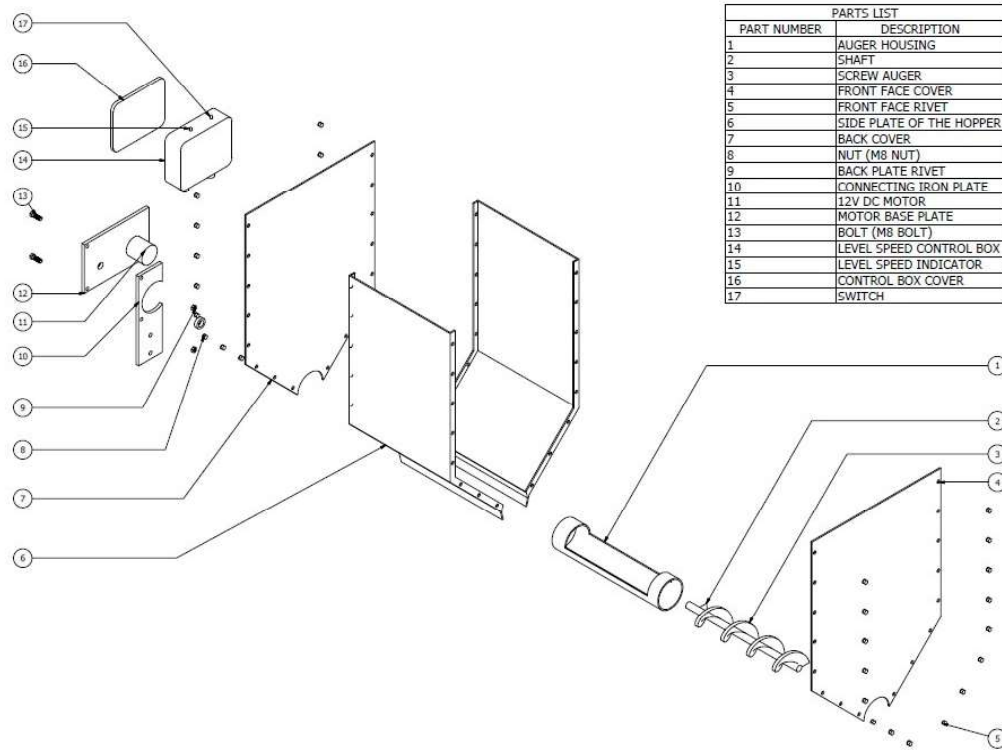 PARTS LIST
PART NUMBER DESCRIPTION
1 AUGER HOUSING
2 SHAFT
3 SCREW AUGER
4 FRONT FACE COVER
5 FRONT FACE RIVET
6 SIDE PLATE OF THE HOPPER
7 BACK COVER
8 NUT (M8 NUT)
9 BACK PLATE RIVET
10 CONNECTING IRON PLATE
11 12V DC MOTOR
12 MOTOR BASE PLATE
13 BOLT (M8 BOLT)
14 LEVEL SPEED CONTROL BOX
15 LEVEL SPEED INDICATOR
16 CONTROL BOX COVER
17 SWITCH
17
16
15
14
13
12
11
10
9
8
7
6
1
2
3
4
5